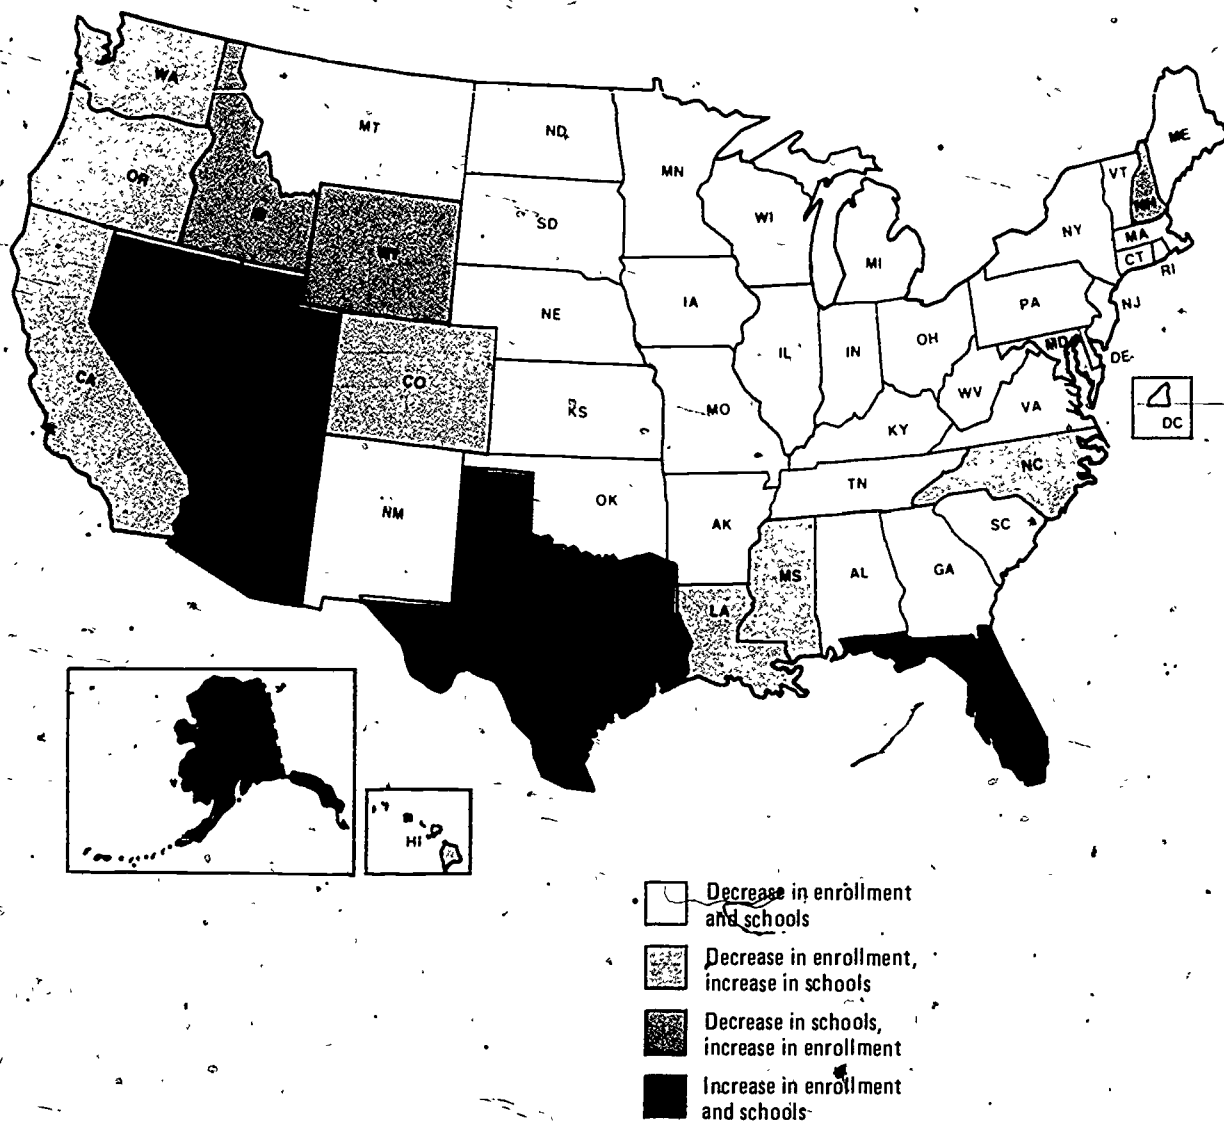 WA
MT
ND
MN
ME
OR
VT
NH
SD
WI
NY
MA
MI
CT
RI
WY
IA
PA
NJ
NE
OH
MD
IL
IN
DE
CA
CO
WV
KS
MO
VA
DC
KY
NC
TN
OK
NM
AK
SC
MS
AL
GA
LA
HI
Decrease in enrollment
and schools
Decrease in enrollment,
increase in schools
Decrease in schools,
increase in enrollment
Increase in enrollment
and schools